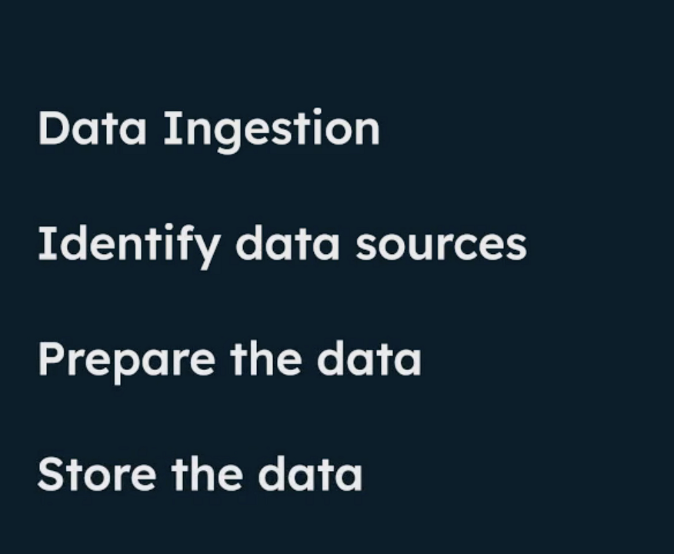 Data Ingestion
Identify data sources
Prepare the data
Store the data